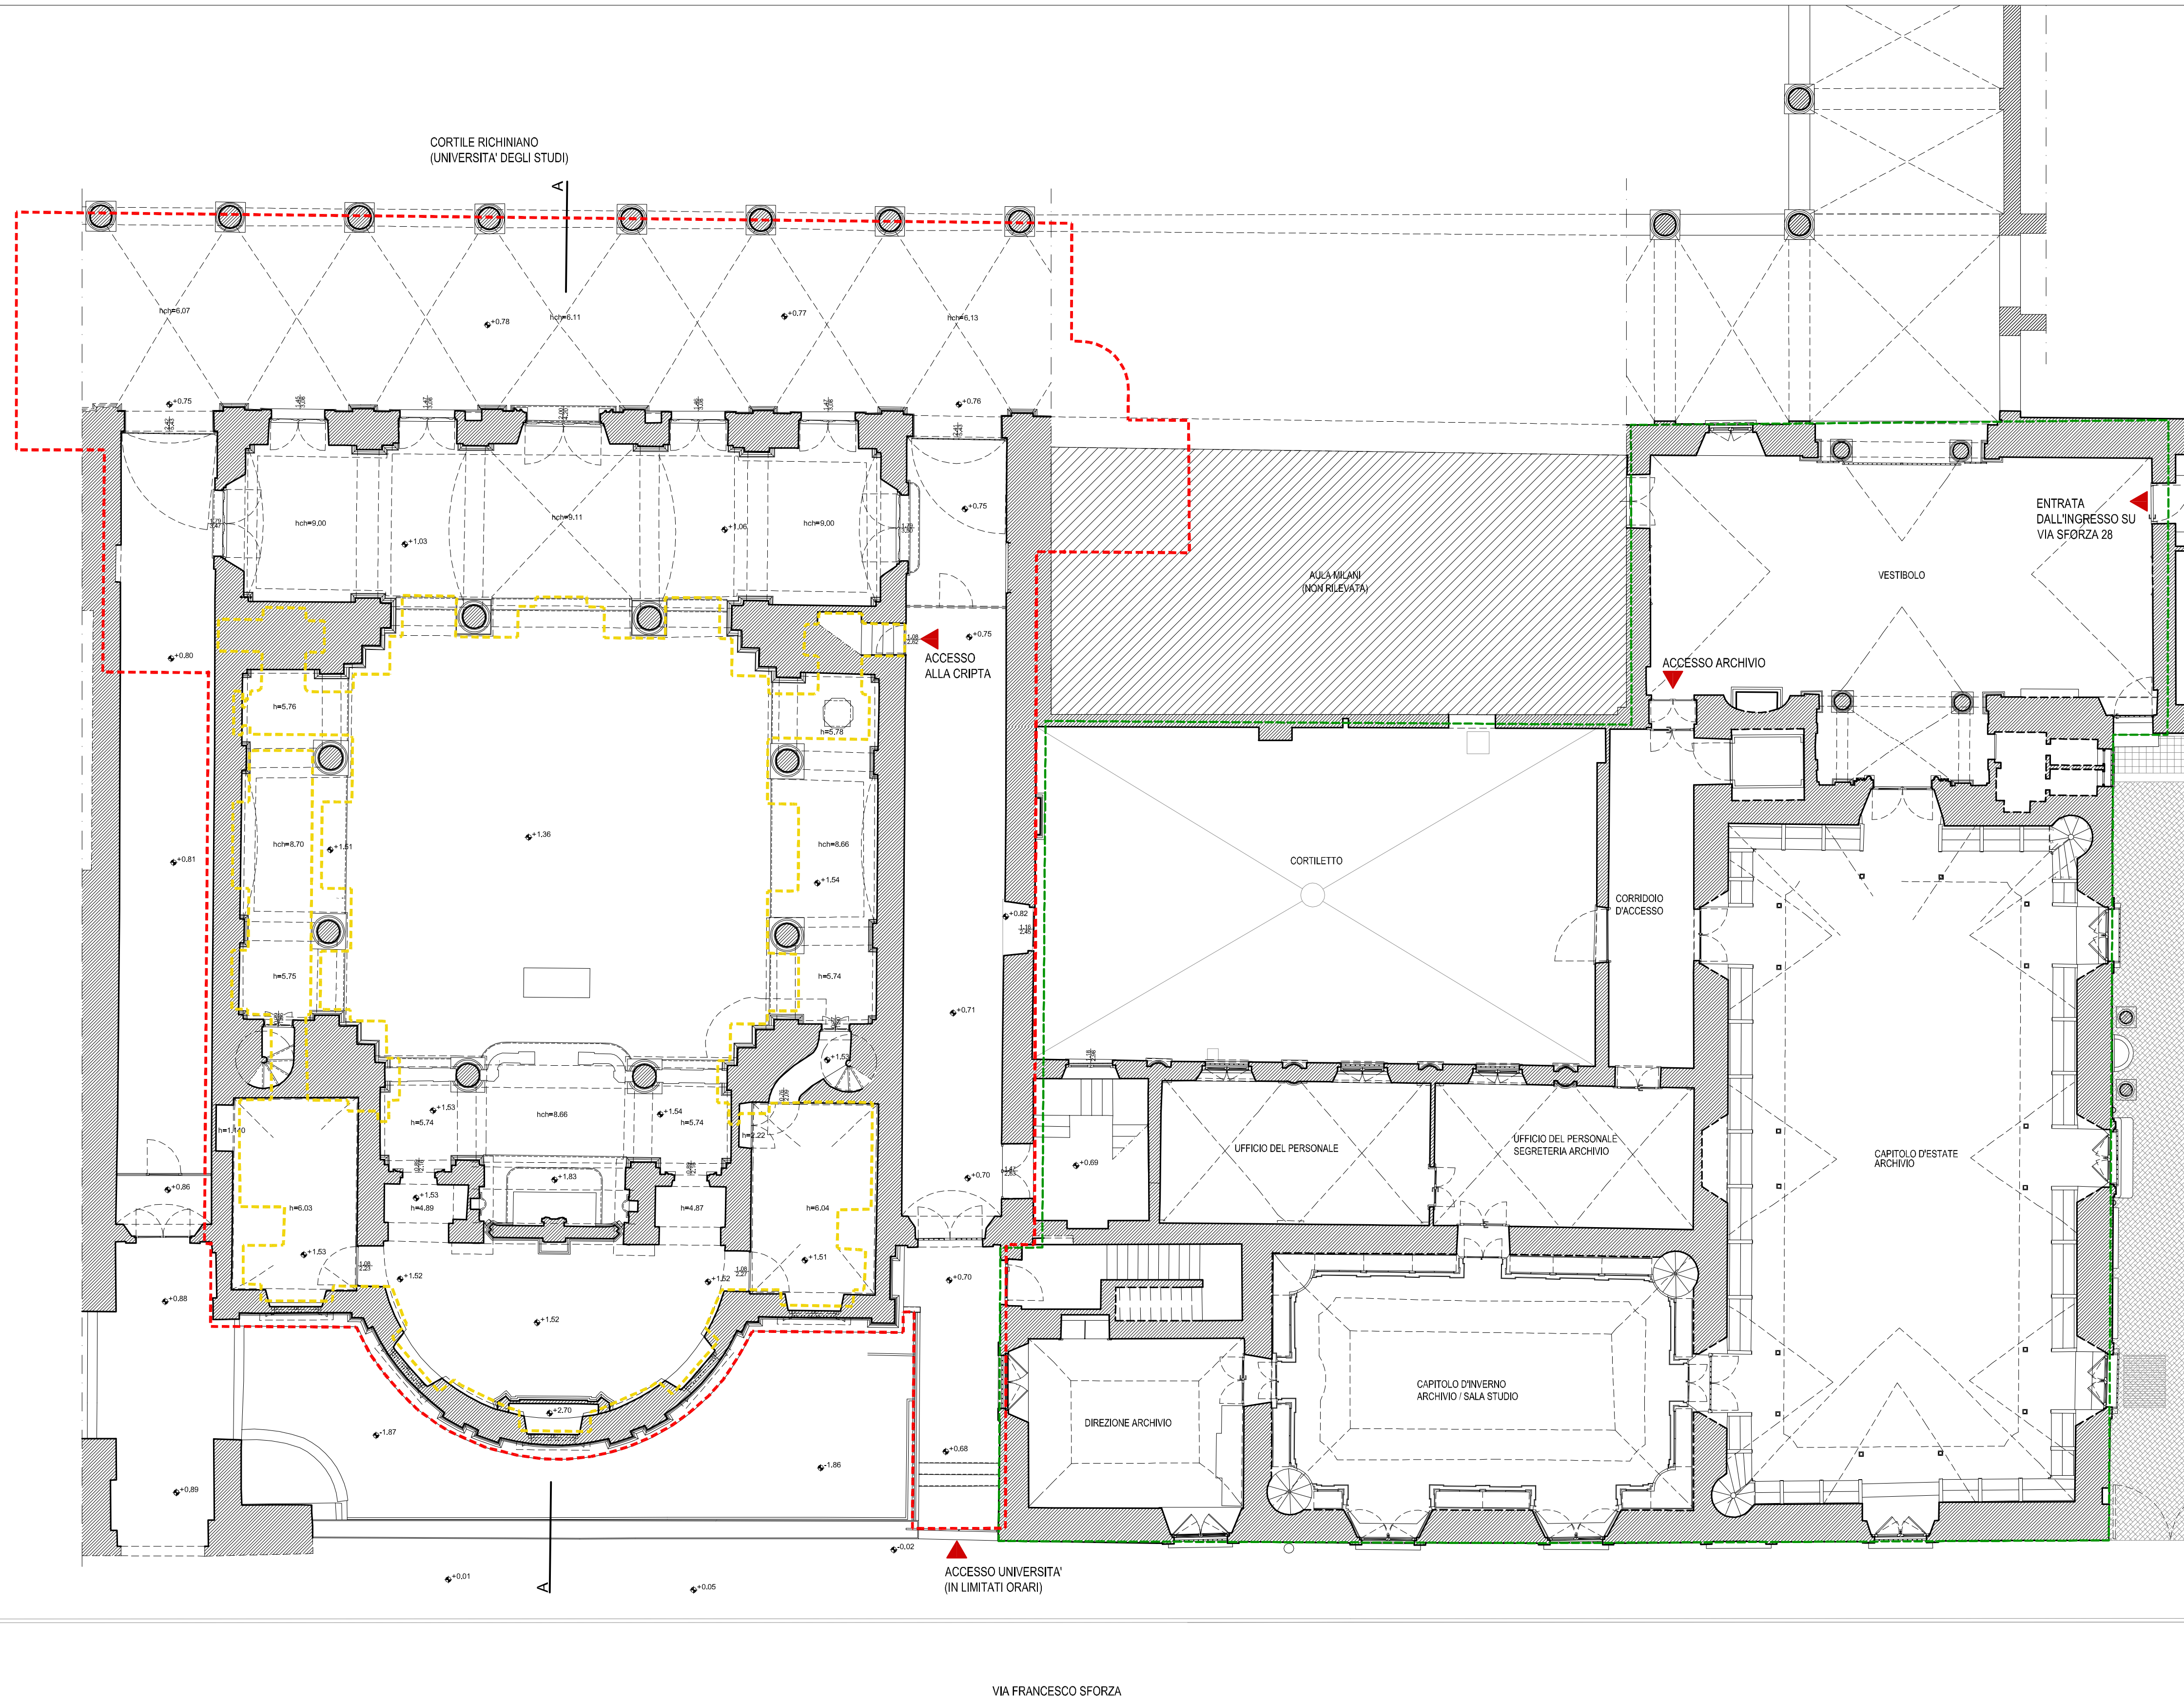 CORTILE RICHINIANO
(UNIVERSITA' DEGLI STUDI)
A
hch=6.07
+0.78
hch=6.11
+0.77
hch=6.13
+0.75
+0.76
hch=9.00
+1.03
hch=9.11
+1.06
hch=9.00
+0.75
ENTRATA
DALL'INGRESSO SU
VIA SFORZA 28
AULA MILANI
(NON RILEVATA)
VESTIBOLO
+0.75
+0.80
ACCESSO
ALLA CRIPTA
ACCESSO ARCHIVIO
h=5.76
h=5.78
+1.36
hch=8.70
+1.51
hch=8.66
+0.81
+1.54
CORTILETTO
CORRIDOIO
D'ACCESSO
+0.82
h=5.75
h=5.74
+0.71
+1.53
+1.53
h=5.74
hch=8.66
+1.54
h=5.74
h=2.22
UFFICIO DEL PERSONALE
UFFICIO DEL PERSONALE
SEGRETERIA ARCHIVIO
CAPITOLO D'ESTATE
ARCHIVIO
+0.69
+0.70
+0.86
+1.83
+1.53
h=4.89
h=4.87
h=6.03
h=6.04
+1.53
+1.51
+1.52
+1.52
+0.70
+0.88
+1.52
CAPITOLO D'INVERNO
ARCHIVIO / SALA STUDIO
DIREZIONE ARCHIVIO
+2.70
-1.87
+0.68
-1.86
+0.89
-0.02
ACCESSO UNIVERSITA'
(IN LIMITATI ORARI)
+0.01
A
+0.05
VIA FRANCESCO SFORZA